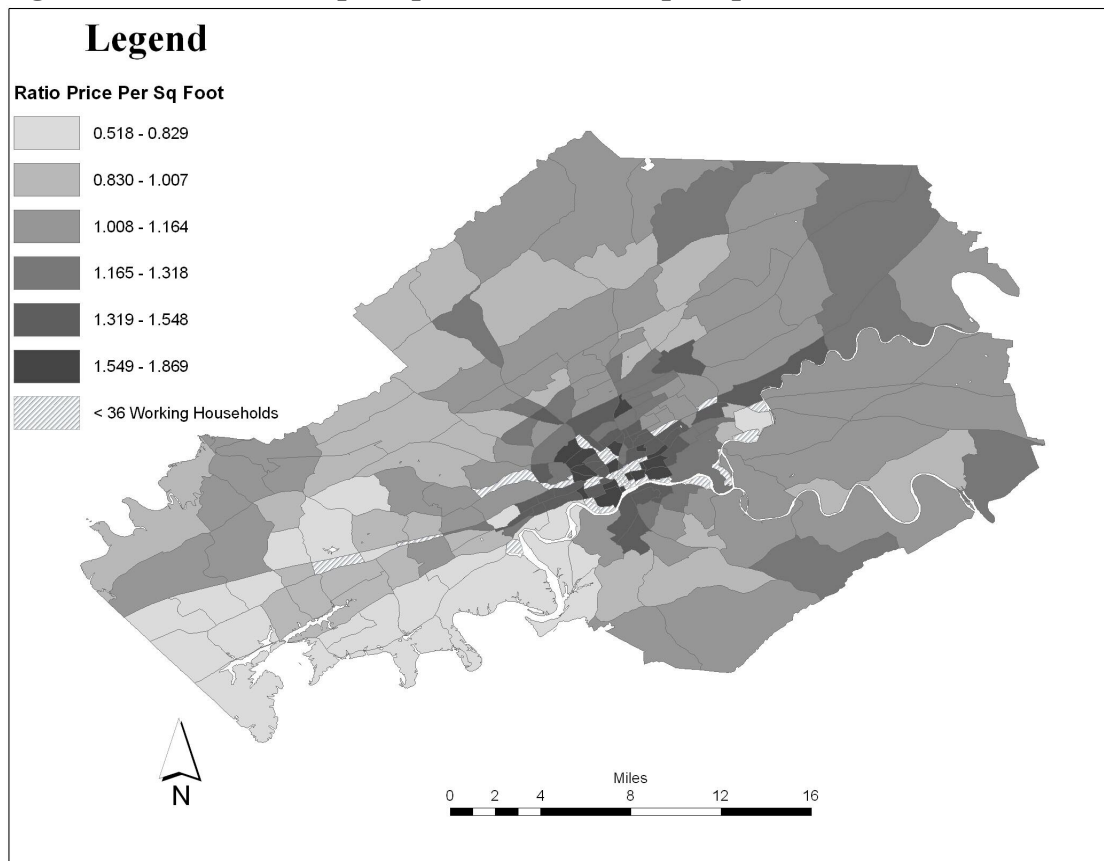 Legend
Ratio Price Per Sq Foot
0.518 - 0.829
0.830 - 1.007
1.008 - 1.164
1.165 - 1.318
1.319 - 1.548
1.549 - 1.869
< 36 Working Households
N
Miles
0 2 4 8 12 16